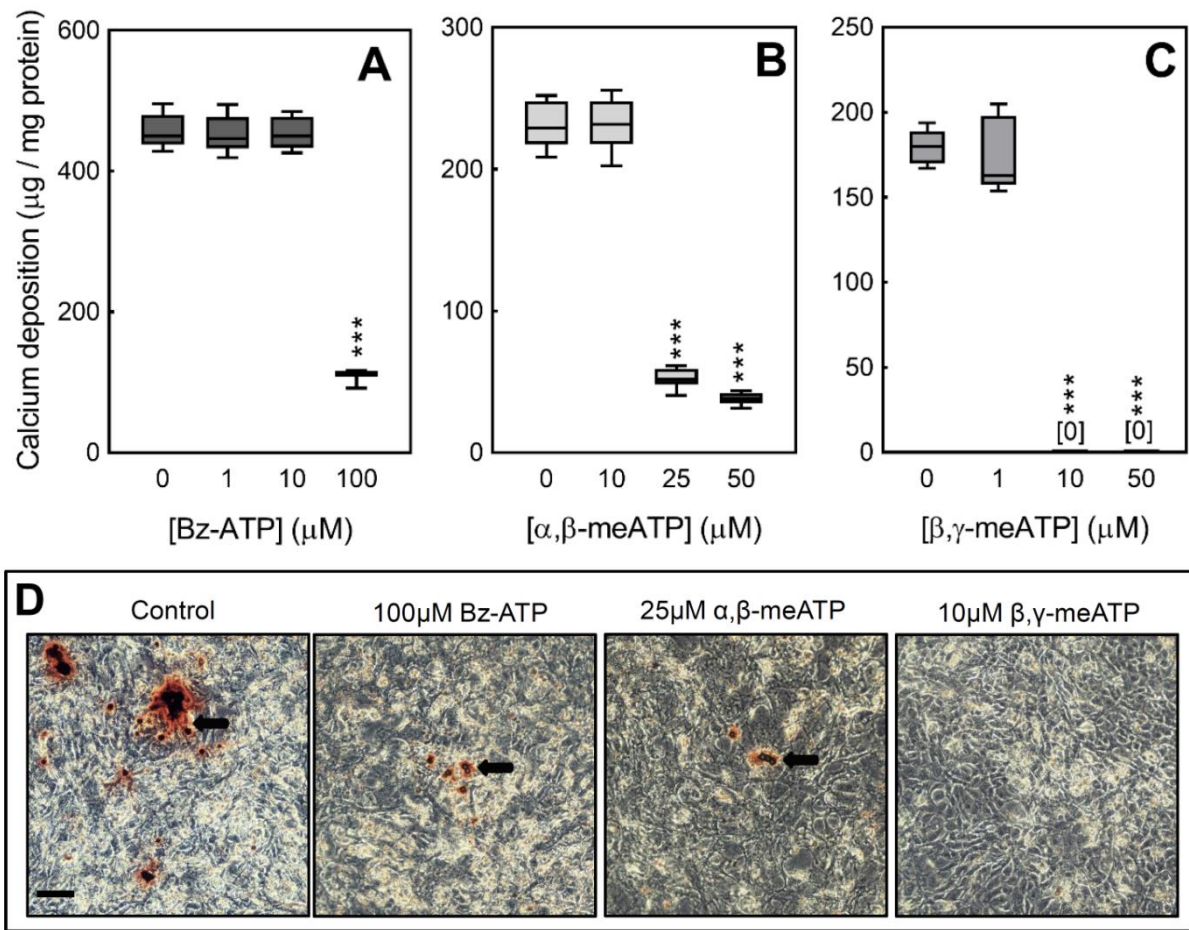 Calcium deposition (µg / mg protein)
600
400
200
0
A
***
0 1 10 100
[Bz-ATP] (µM)
300
200
100
0
B
***
***
0 10 25 50
[α,β-meATP] (µM)
250
200
150
100
50
0
C
***
***
[0] [0]
0 1 10 50
[β,γ-meATP] (µM)
D
Control
100µM Bz-ATP
25µM α,β-meATP
10µM β,γ-meATP